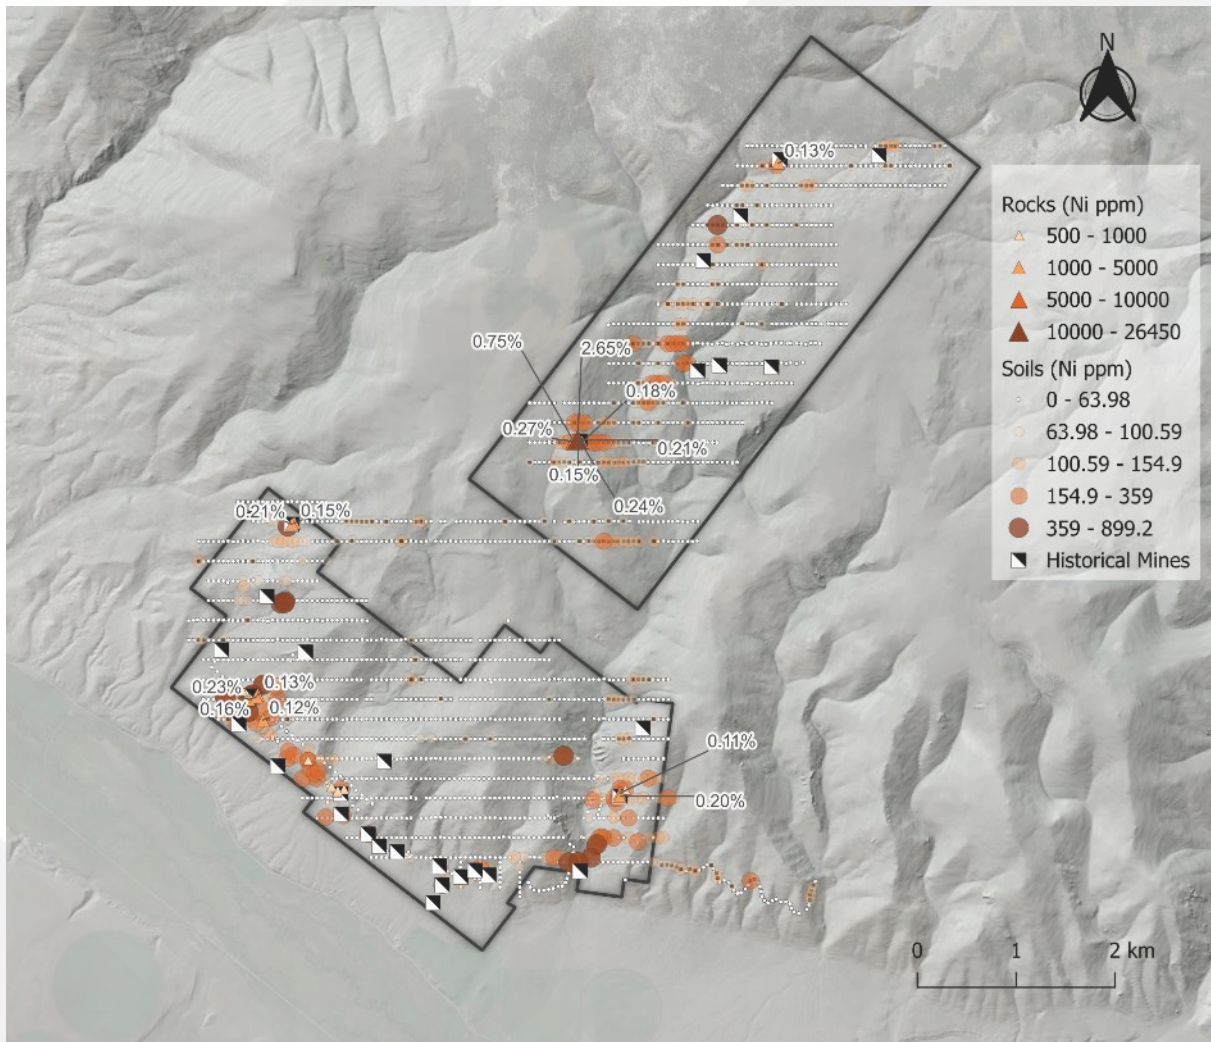 N
0.13%
Rocks (Ni ppm)
500 - 1000
1000 - 5000
5000 - 10000
10000 - 26450
Soils (Ni ppm)
0 - 63.98
63.98 - 100.59
100.59 - 154.9
154.9 - 359
359 - 899.2
Historical Mines
0.75%
2.65%
0.18%
0.27%
0.21%
0.15%
0.24%
0.21%
0.15%
0.23%
0.13%
0.16%
0.12%
0.11%
0.20%
0 1 2 km